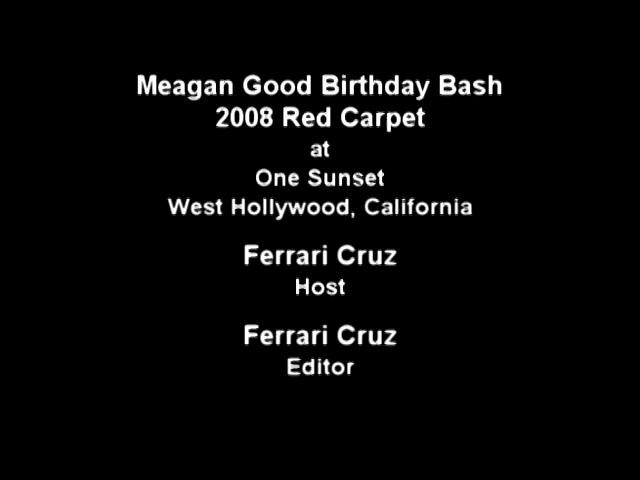 Meagan Good Birthday Bash
2008 Red Carpet
at
One Sunset
West Hollywood, California
Ferrari Cruz
Host
Ferrari Cruz
Editor